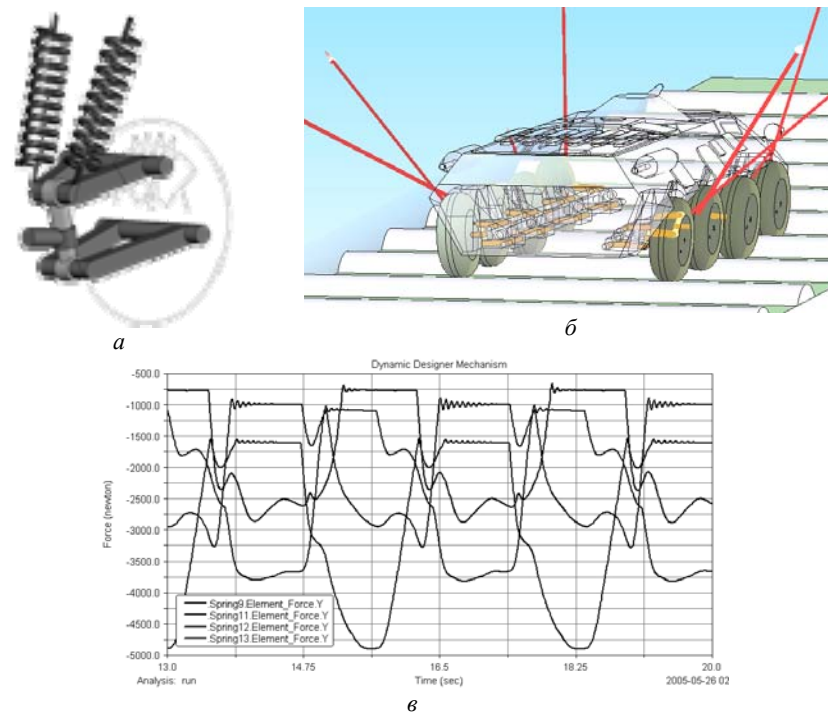 а
б
Dynamic Designer Mechanism
-500.0
-1000.0
-1500.0
-2000.0
-2500.0
-3000.0
-3500.0
-4000.0
-4500.0
-5000.0
Force (newton)
Spring9.Element_Force.Y
Spring11.Element_Force.Y
Spring12.Element_Force.Y
Spring13.Element_Force.Y
13.0 14.75 16.5 18.25 20.0
Analysis: run Time (sec) 2005-05-26 02
в